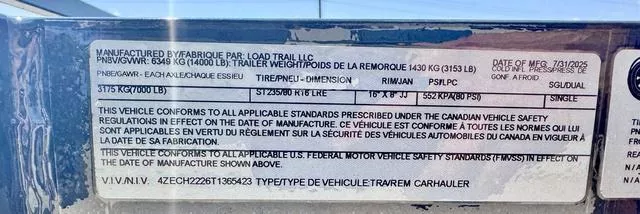 MANUFACTURED BY/FABRIQUE PAR: LOAD TRAIL LLC DATE OF MFG: 7/31/2025
PNBV/GVWR: 6349 KG (14000 LB): TRAILER WEIGHT/POIDS DE LA REMORQUE 1430 KG (3153 LB) COLD INFL. PRESS/PRESS DE
PNBE/GAWR - EACH AXLE/CHAQUE ESSIEU TIRE/PNEU - DIMENSION RIM/JAN PSI/LPC GONF. A FROID SGL/DUAL
3175 KG(7000 LB) ST235/80 R16 LRE 16" X 8" JJ 552 KPA(80 PSI) SINGLE
THIS VEHICLE CONFORMS TO ALL APPLICABLE STANDARDS PRESCRIBED UNDER THE CANADIAN VEHICLE SAFETY
REGULATIONS IN EFFECT ON THE DATE OF MANUFACTURE. CE VÉHICULE EST CONFORME À TOUTES LES NORMES QUI LUI
SONT APPLICABLES EN VERTU DU RÈGLEMENT SUR LA SÉCURITÉ DES VÉHICULES AUTOMOBILES DU CANADA EN VIGUEUR À
LA DATE DE SA FABRICATION.
THIS VEHICLE CONFORMS TO ALL APPLICABLE U.S. FEDERAL MOTOR VEHICLE SAFETY STANDARDS (FMVSS) IN EFFECT ON
THE DATE OF MANUFACTURE SHOWN ABOVE.
V.I.V./N.I.V. 4ZECH2226T1365423 TYPE/TYPE DE VEHICULE:TRA/REM CARHAULER